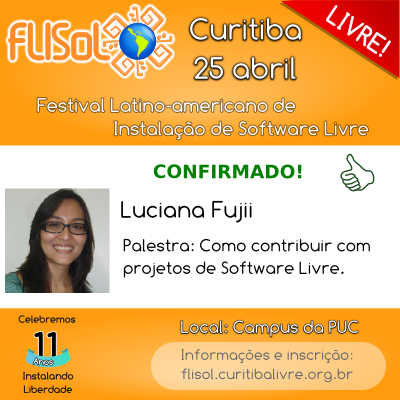 FLISoL
Curitiba
25 abril
LIVRE!
Festival Latino-americano de
Instalação de Software Livre
CONFIRMADO!
Luciana Fujii
Palestra: Como contribuir com
projetos de Software Livre.
Celebremos
11
Anos
Instalando
Liberdade
Local: Campus da PUC
Informações e inscrição:
flisol.curitibalivre.org.br